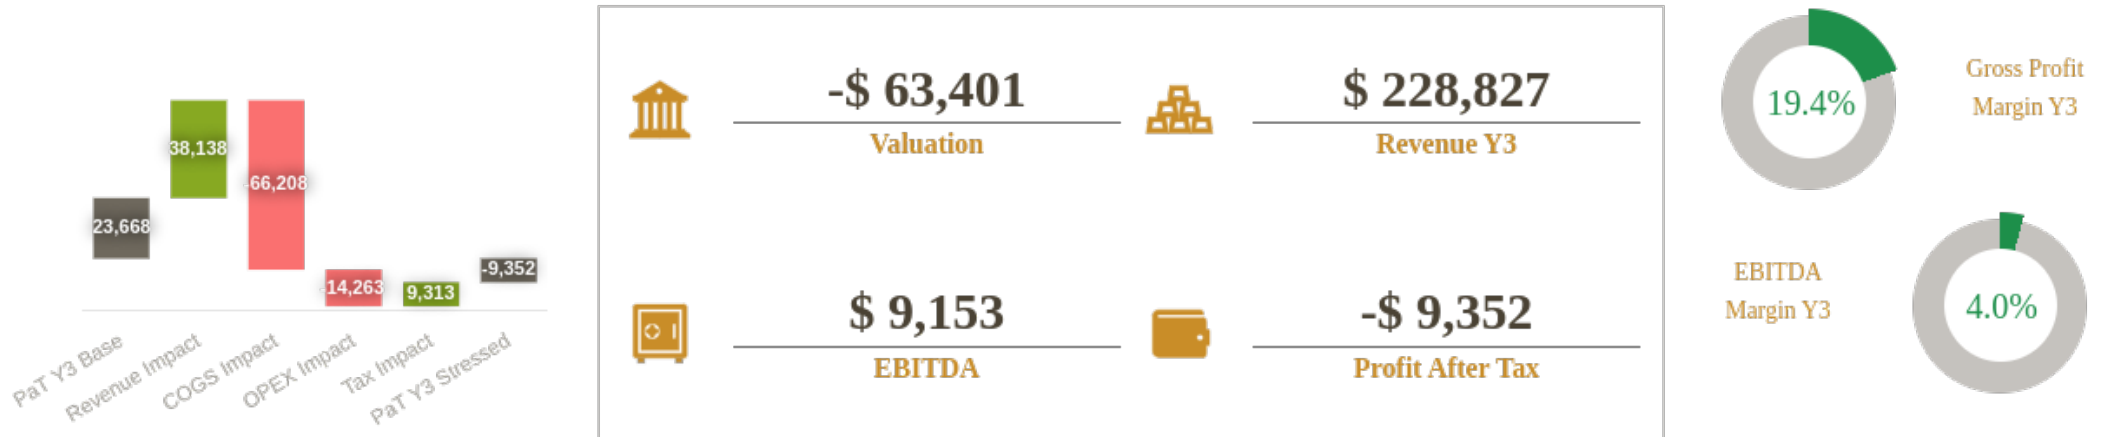 38,138
-66,208
23,668
-14,263
9,313
-9,352
PaT Y3 Base
Revenue Impact
COGS Impact
OPEX Impact
Tax Impact
PaT Y3 Stressed
-$ 63,401
Valuation
$ 228,827
Revenue Y3
$ 9,153
EBITDA
-$ 9,352
Profit After Tax
19.4%
Gross Profit
Margin Y3
EBITDA
Margin Y3
4.0%